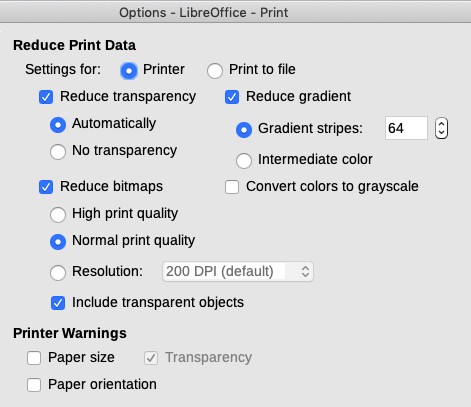 Options - LibreOffice - Print
Reduce Print Data
Settings for: Printer Print to file
Reduce transparency Reduce gradient
Automatically Gradient stripes: 64
No transparency Intermediate color
Reduce bitmaps Convert colors to grayscale
High print quality
Normal print quality
Resolution: 200 DPI (default)
Include transparent objects
Printer Warnings
Paper size Transparency
Paper orientation